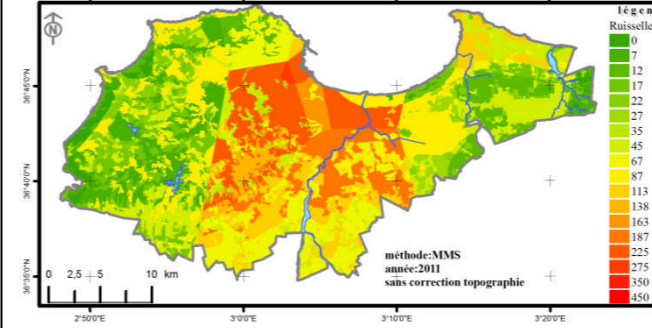 N
légen
Ruisselle
0
7
12
17
22
27
35
45
67
87
113
138
163
187
225
275
350
450
36°45'0"N
36°40'0"N
36°35'0"N
0 2,5 5 10 km
méthode:MMS
année:2011
sans correction topographie
2°50'0"E 3°0'0"E 3°10'0"E 3°20'0"E